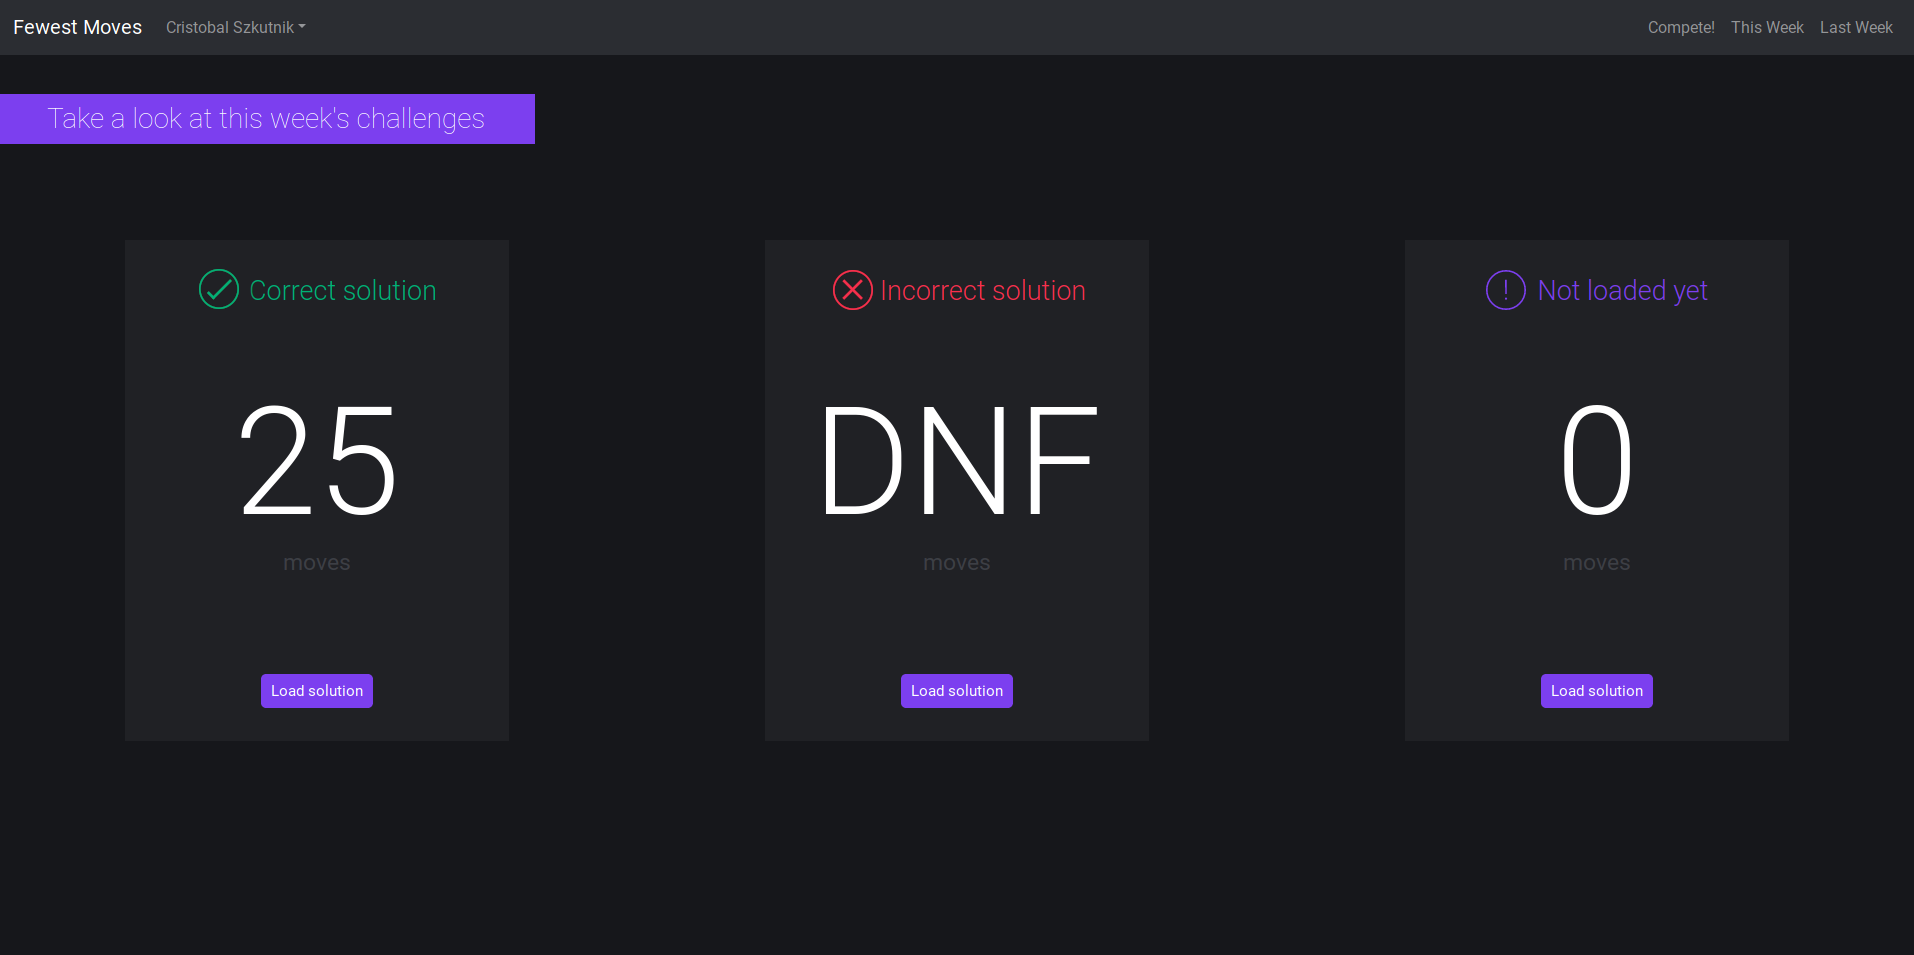 Fewest Moves Cristobal Szkutnik Compete! This Week Last Week
Take a look at this week's challenges
Correct solution
25
moves
Load solution
Incorrect solution
DNF
moves
Load solution
! Not loaded yet
0
moves
Load solution